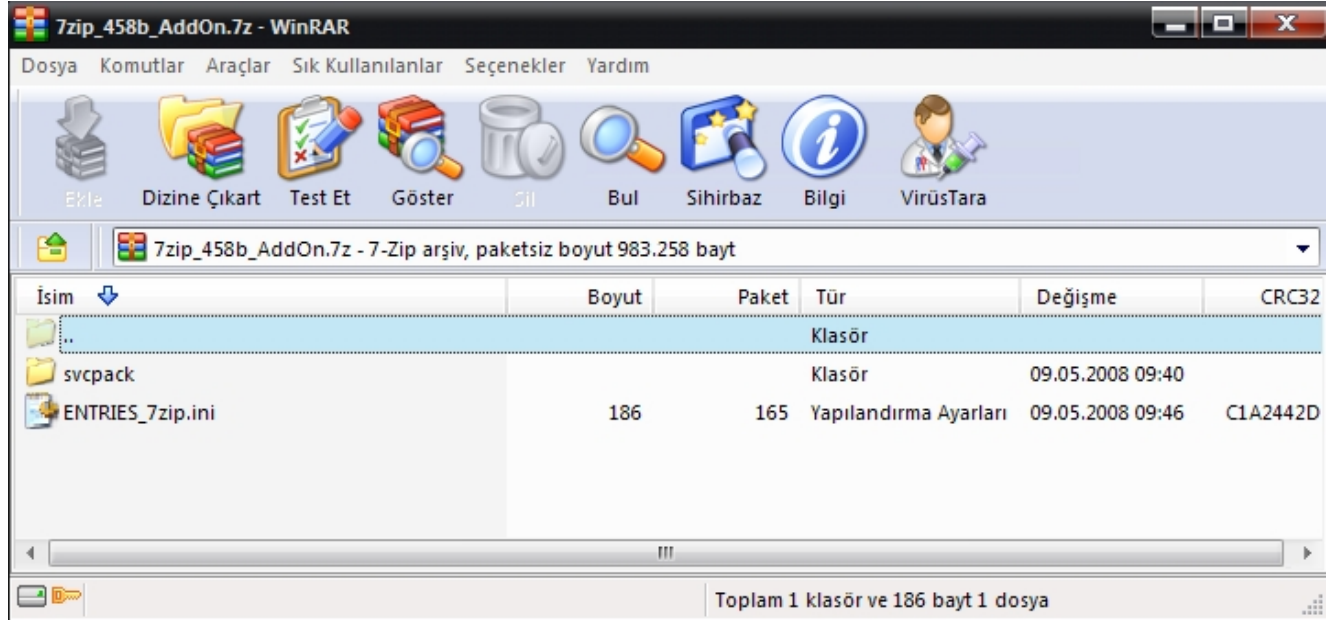 7zip_458b_AddOn.7z - WinRAR
Dosya Komutlar Araçlar Sık Kullanılanlar Seçenekler Yardım
Ekle Dizine Çıkart Test Et Göster Sil Bul Sihirbaz Bilgi VirüsTara
7zip_458b_AddOn.7z - 7-Zip arşiv, paketsiz boyut 983.258 bayt
İsim Boyut Paket Tür Değişme CRC32
.. Klasör
svcpack Klasör 09.05.2008 09:40
ENTRIES_7zip.ini 186 165 Yapılandırma Ayarları 09.05.2008 09:46 C1A2442D
Toplam 1 klasör ve 186 bayt 1 dosya